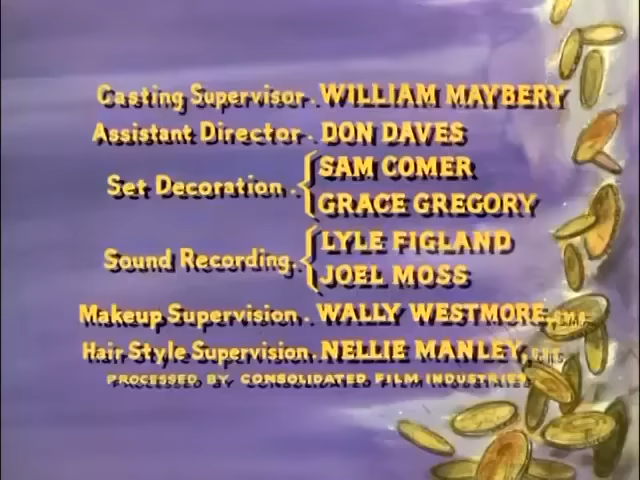 Casting Supervisor. WILLIAM MAYBERY
Assistant Director. DON DAVES
Set Decoration. { SAM COMER
GRACE GREGORY
Sound Recording. { LYLE FIGLAND
JOEL MOSS
Makeup Supervision. WALLY WESTMORE,
Hair Style Supervision. NELLIE MANLEY,
PROCESSED BY CONSOLIDATED FILM INDUSTRIES